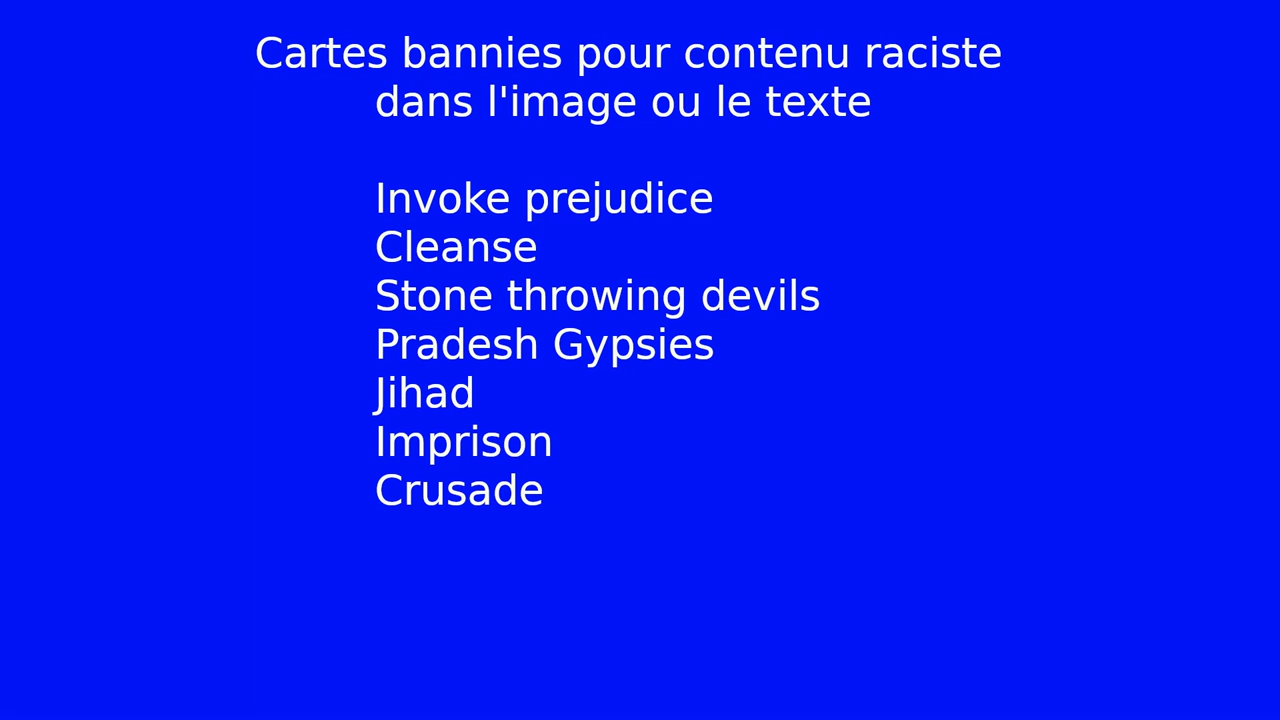 Cartes bannies pour contenu raciste
dans l'image ou le texte
Invoke prejudice
Cleanse
Stone throwing devils
Pradesh Gypsies
Jihad
Imprison
Crusade